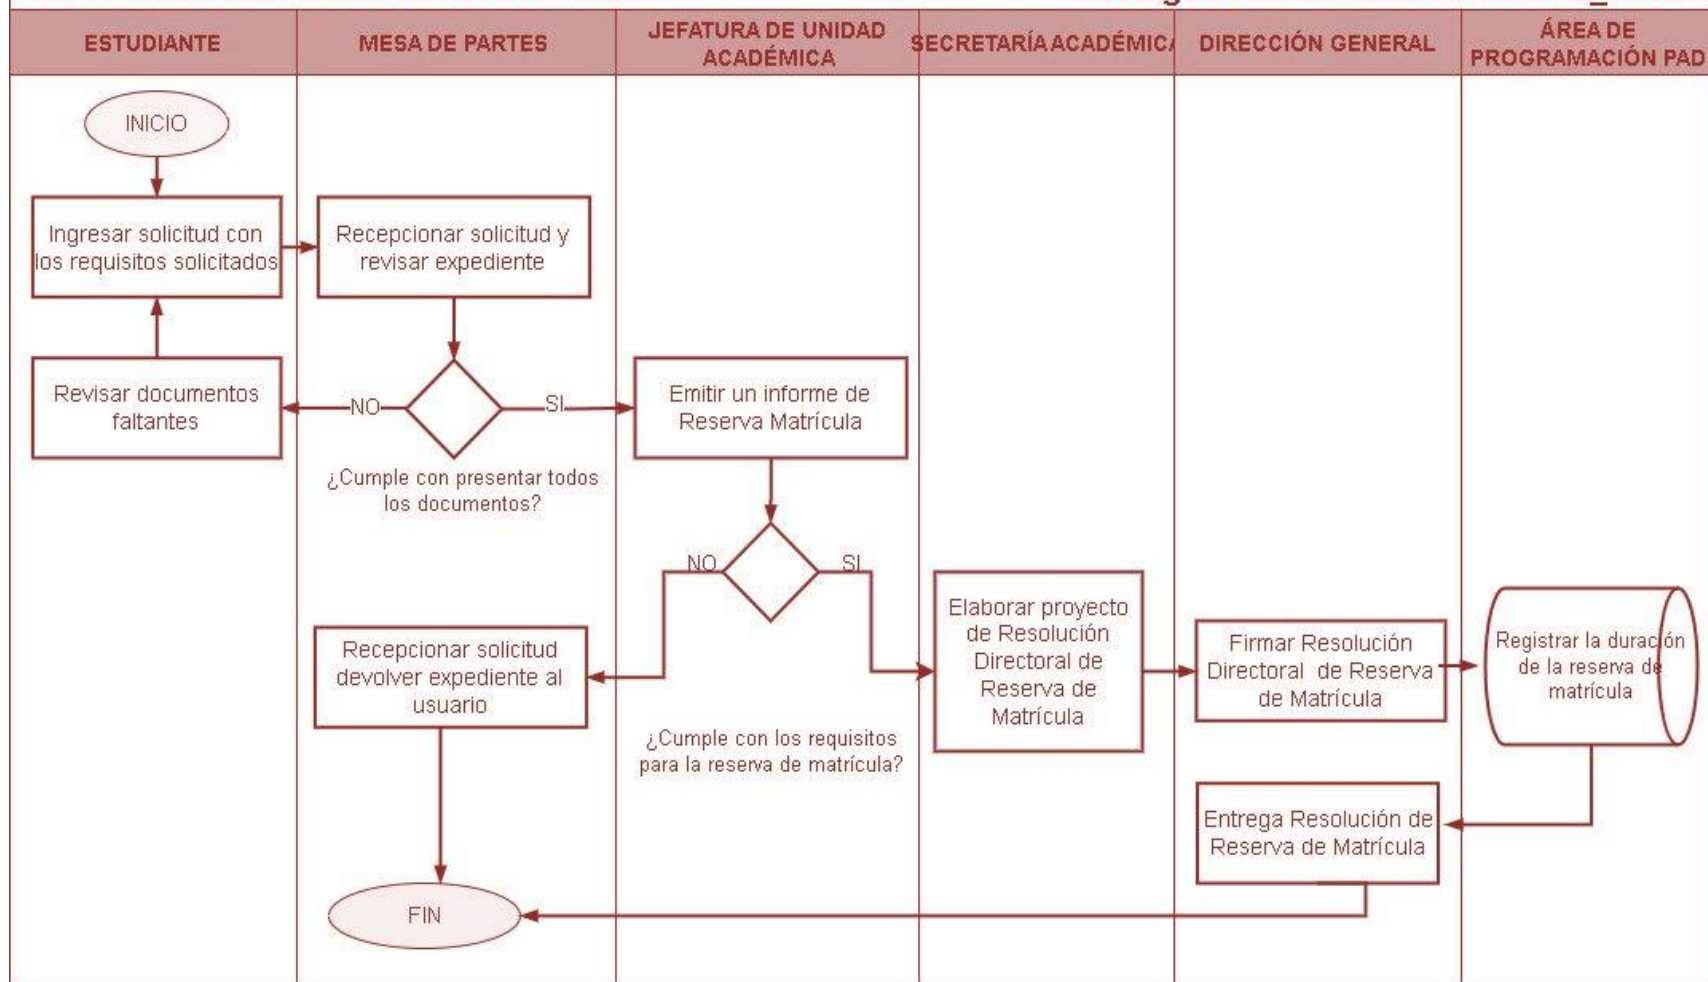 ESTUDIANTE
MESA DE PARTES
JEFATURA DE UNIDAD
ACADÉMICA
SECRETARÍA ACADÉMICA
DIRECCIÓN GENERAL
ÁREA DE
PROGRAMACIÓN PAD
INICIO
Ingresar solicitud con
los requisitos solicitados
Recepcionar solicitud y
revisar expediente
Revisar documentos
faltantes
NO
SI
¿Cumple con presentar todos
los documentos?
Emitir un informe de
Reserva Matrícula
NO
SI
¿Cumple con los requisitos
para la reserva de matrícula?
Recepcionar solicitud
devolver expediente al
usuario
Elaborar proyecto
de Resolución
Directoral de
Reserva de
Matrícula
Firmar Resolución
Directoral de Reserva
de Matrícula
Registrar la duración
de la reserva de
matrícula
Entrega Resolución de
Reserva de Matrícula
FIN